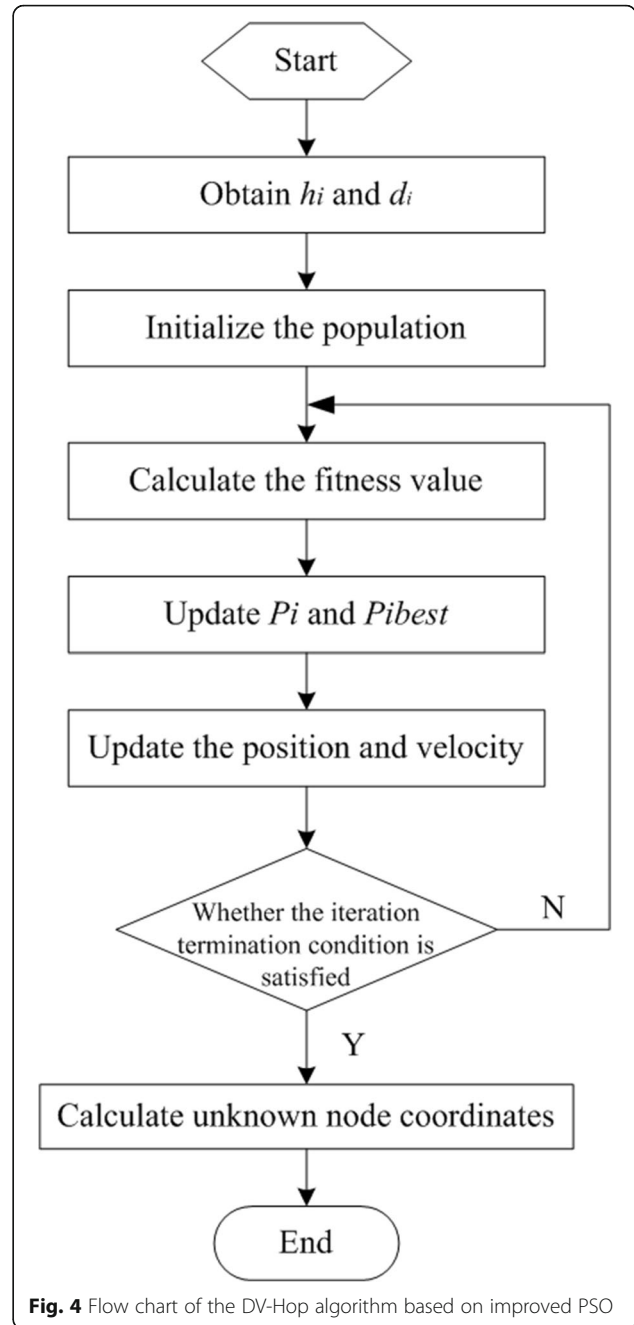 Start
Obtain hi and di
Initialize the population
Calculate the fitness value
Update Pi and Pibest
Update the position and velocity
Whether the iteration
termination condition is
satisfied
N
Y
Calculate unknown node coordinates
End
Fig. 4 Flow chart of the DV-Hop algorithm based on improved PSO